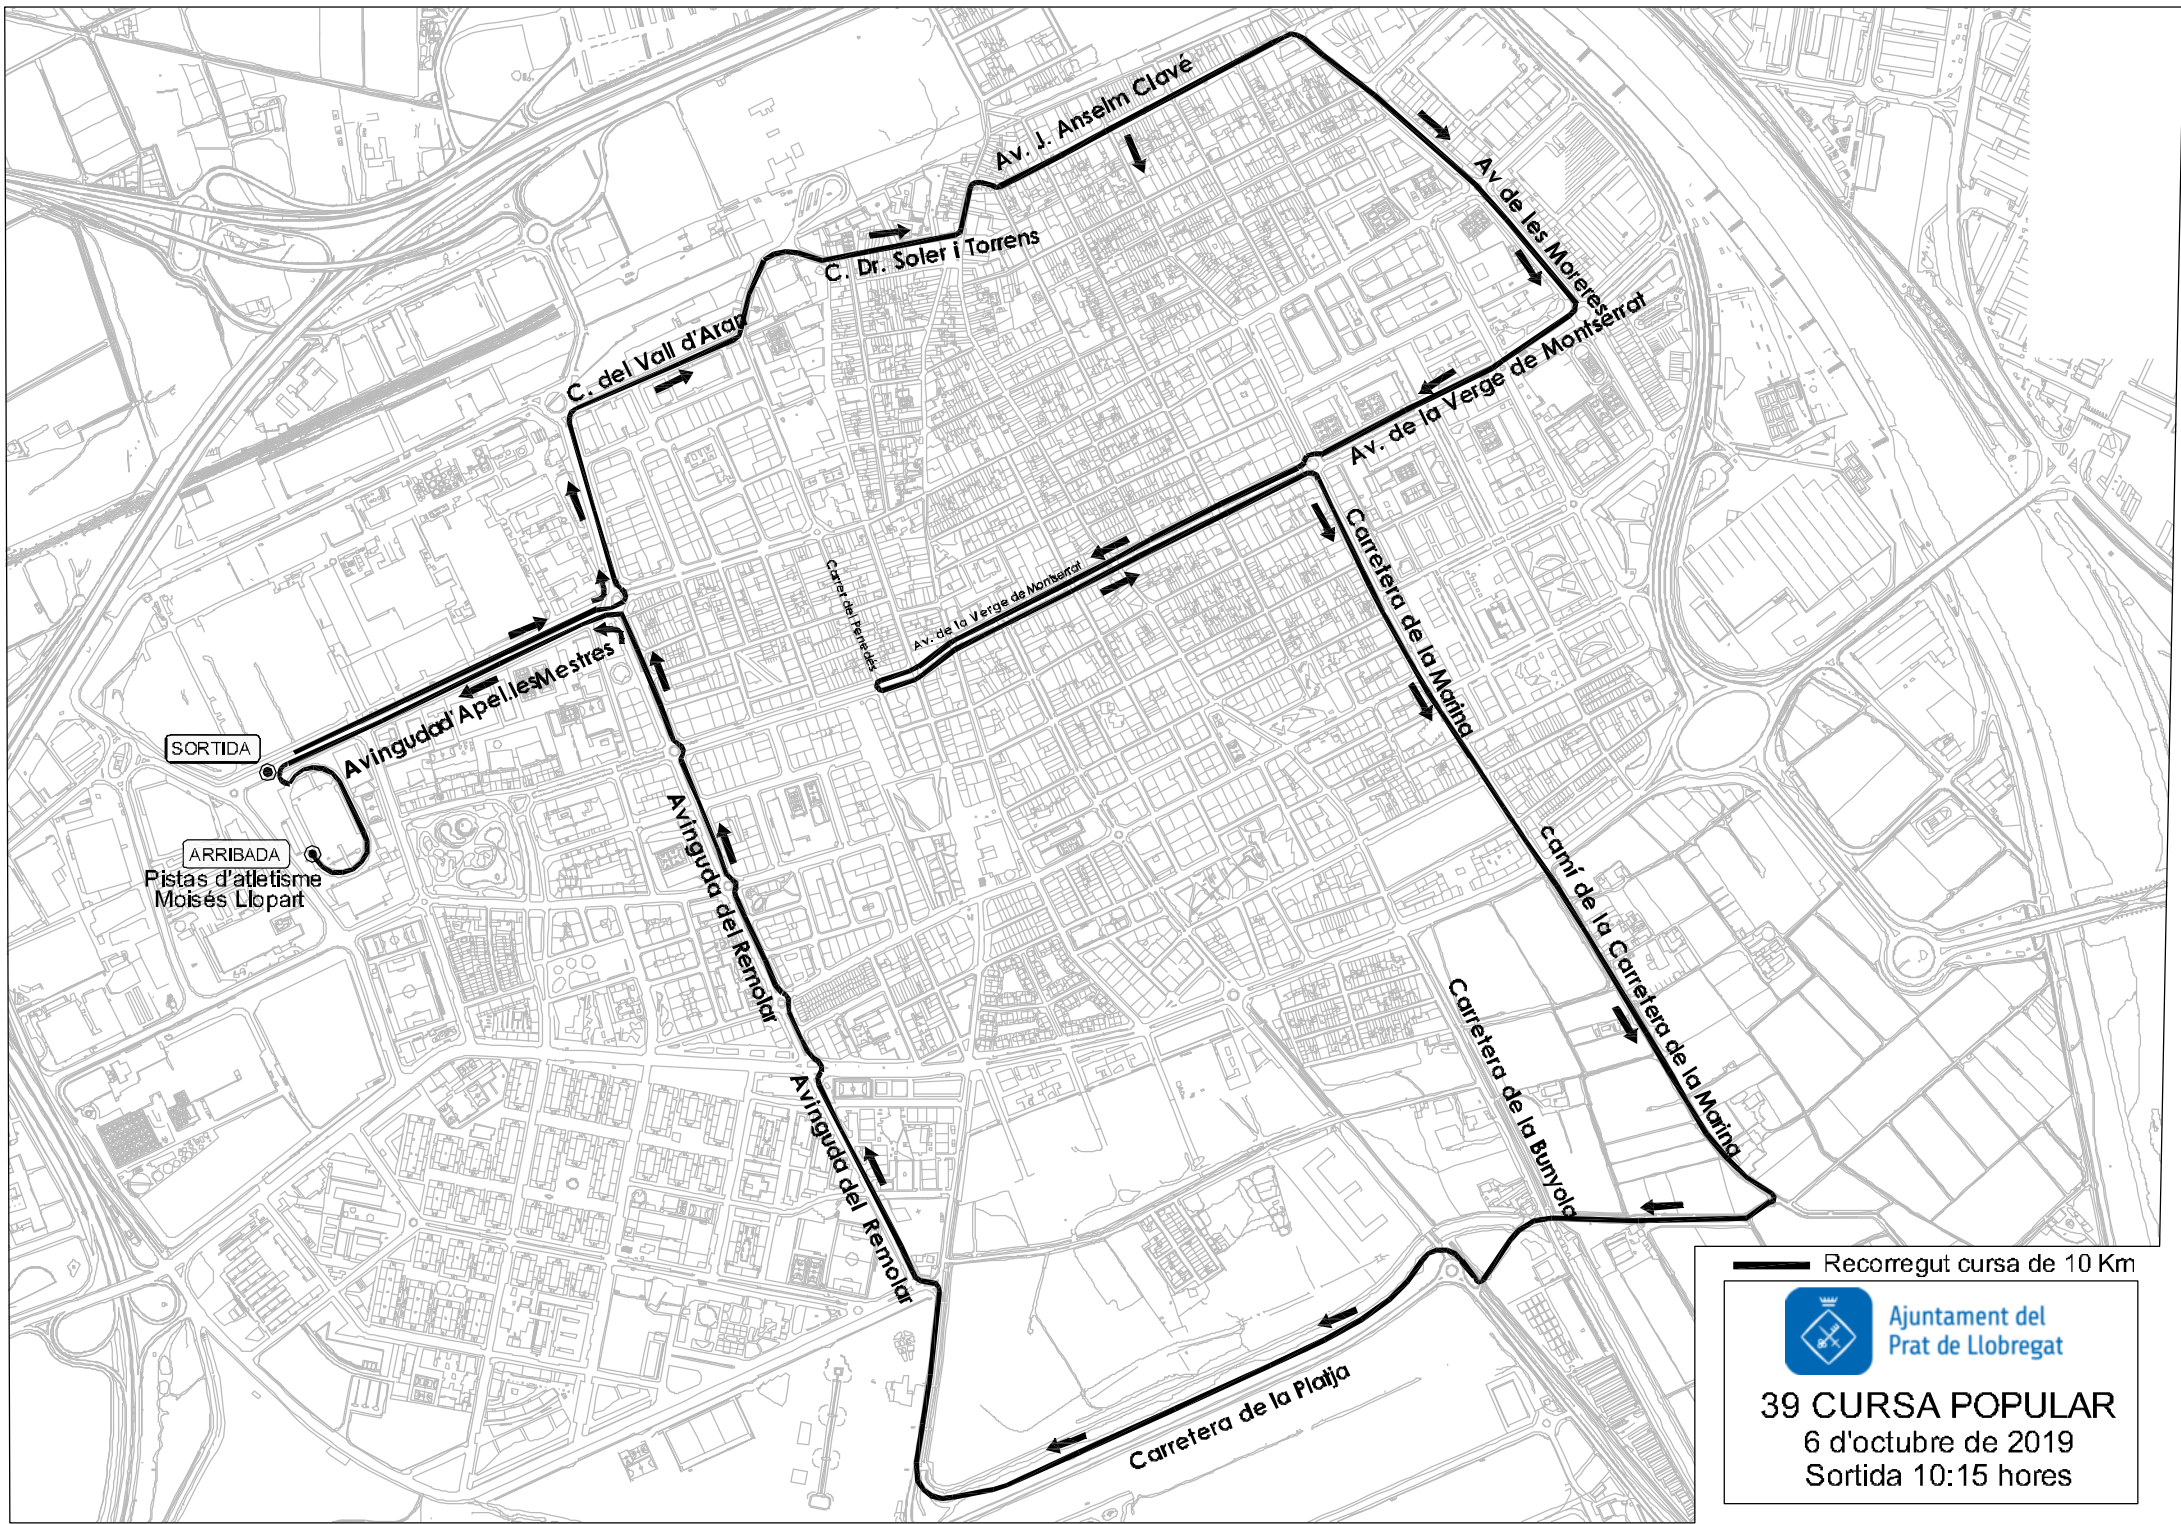 Av. J. Anselm Clavé
Av de les Moreres
C. Dr. Soler i Torrens
C. del Vall d'Aran
Av. de la Verge de Montserrat
Carretera de la Marina
Carrer del Penedés
Av. de la Verge de Montserrat
Avinguda d'Apel.les Mestres
SORTIDA
ARRIBADA
Pistas d'atletisme
Moisés Llopart
Avinguda del Remolar
camí de la Carretera de la Marina
Carretera de la Bunyola
Avinguda del Remolar
Carretera de la Platja
Recorregut cursa de 10 Km
Ajuntament del
Prat de Llobregat
39 CURSA POPULAR
6 d'octubre de 2019
Sortida 10:15 hores